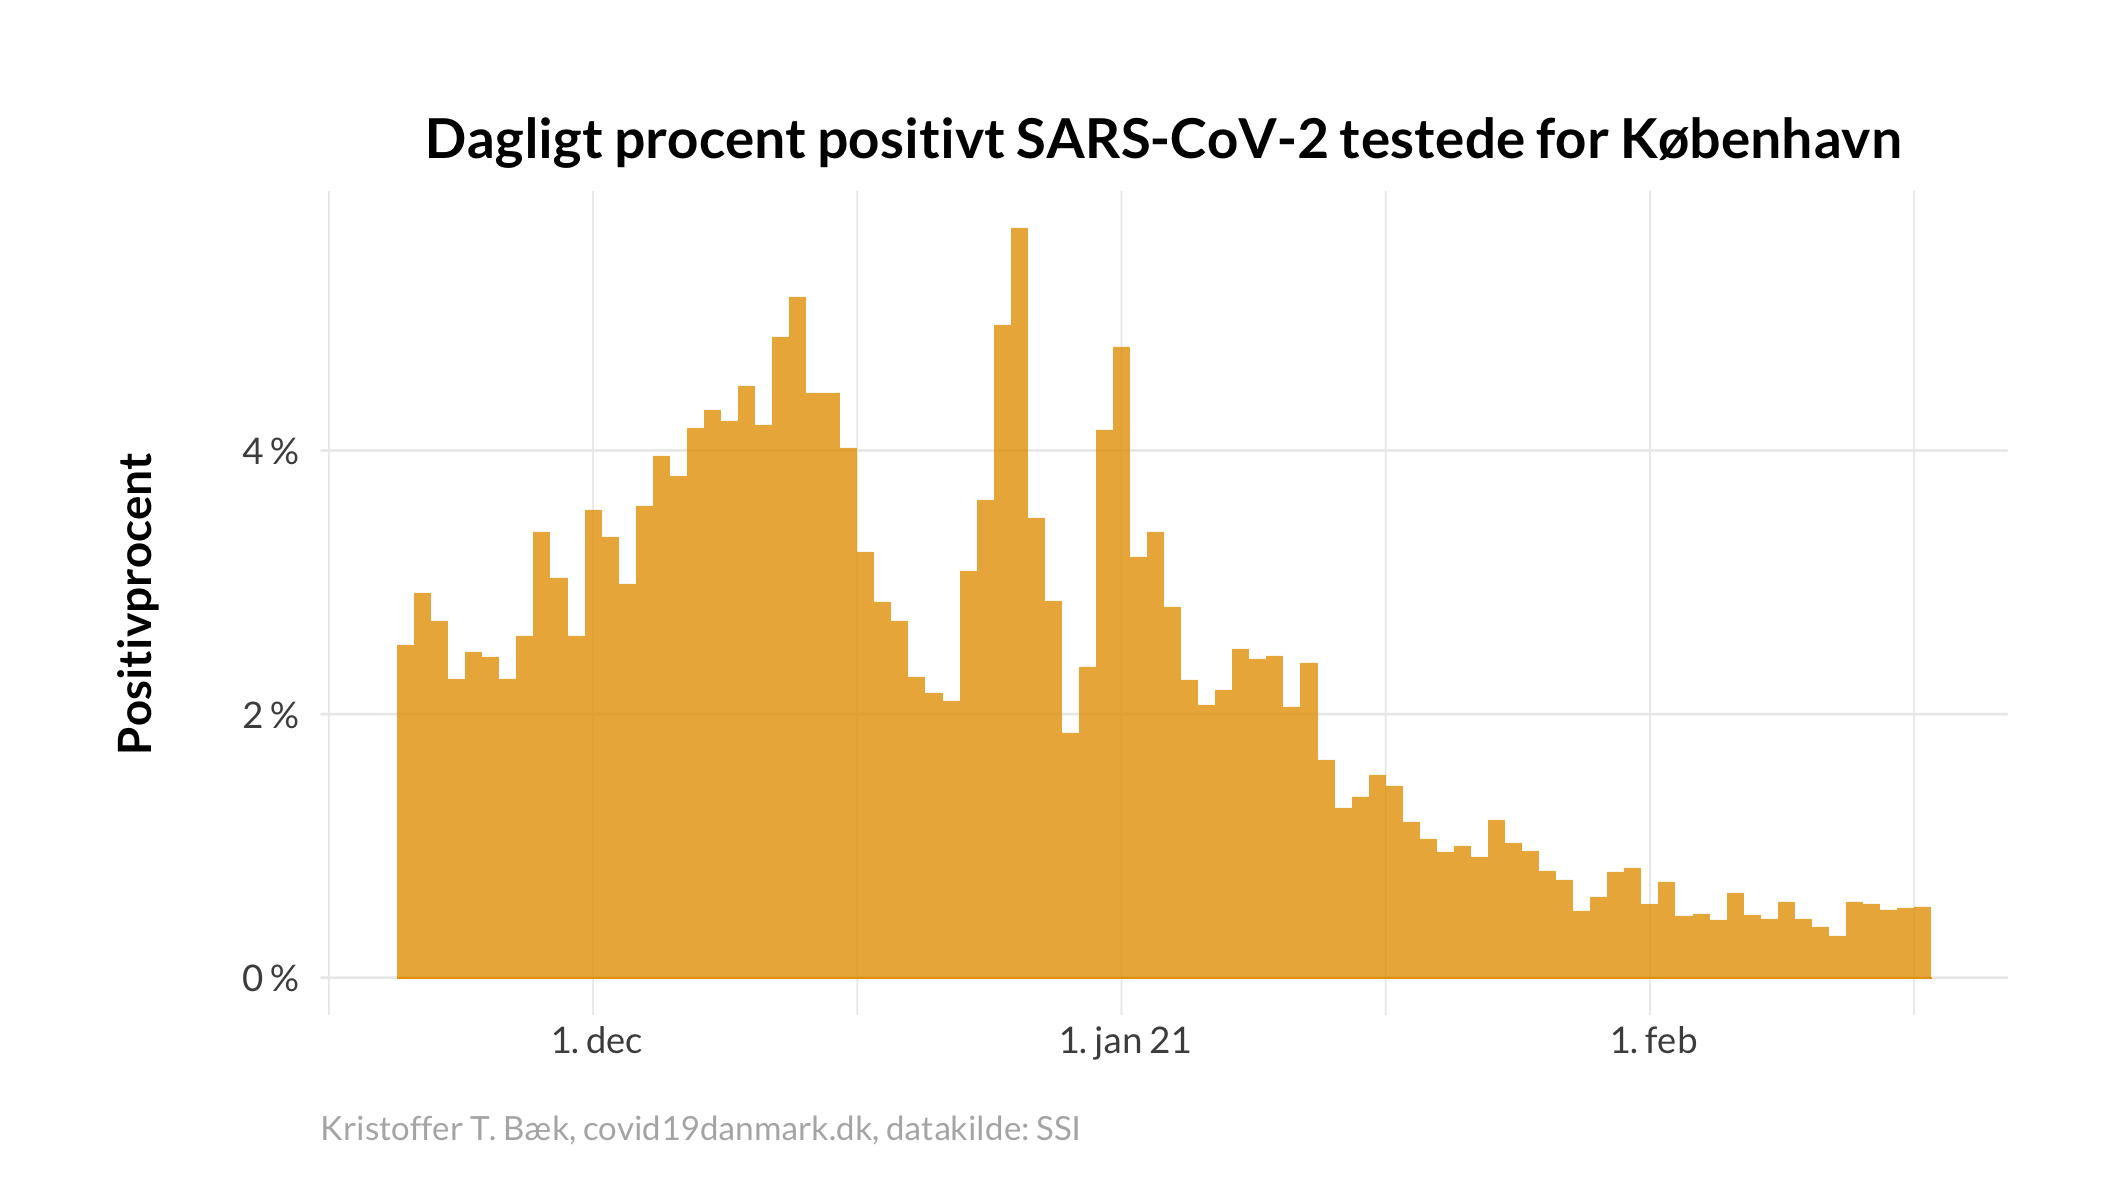 Dagligt procent positivt SARS-CoV-2 testede for København
Positivprocent
4 %
2 %
0 %
1. dec
1. jan 21
1. feb
Kristoffer T. Bæk, covid19danmark.dk, datakilde: SSI